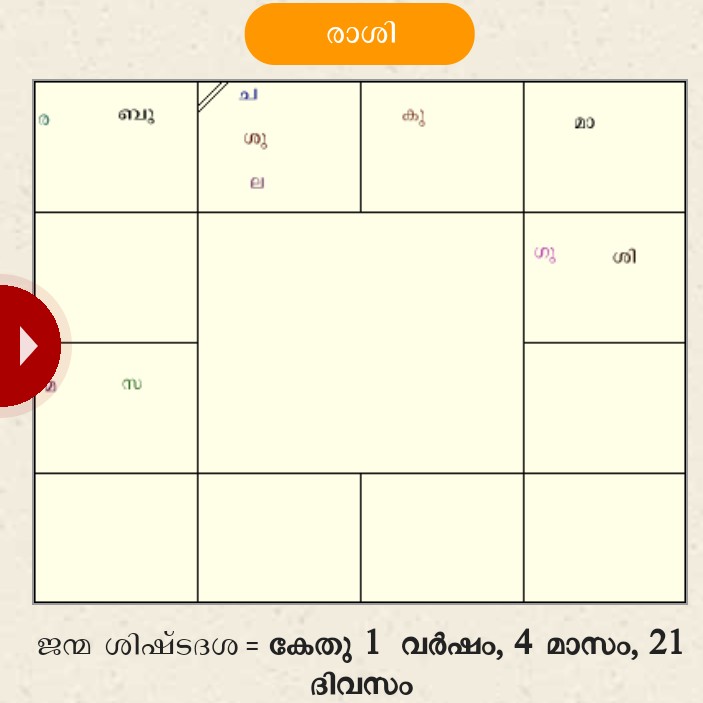 രാശി
ര ബു
ച
ശു
ല
കു
മാ
ഗു ശി
മ സ
ജന്മ ശിഷ്ടദശ = കേതു 1 വർഷം, 4 മാസം, 21
ദിവസം